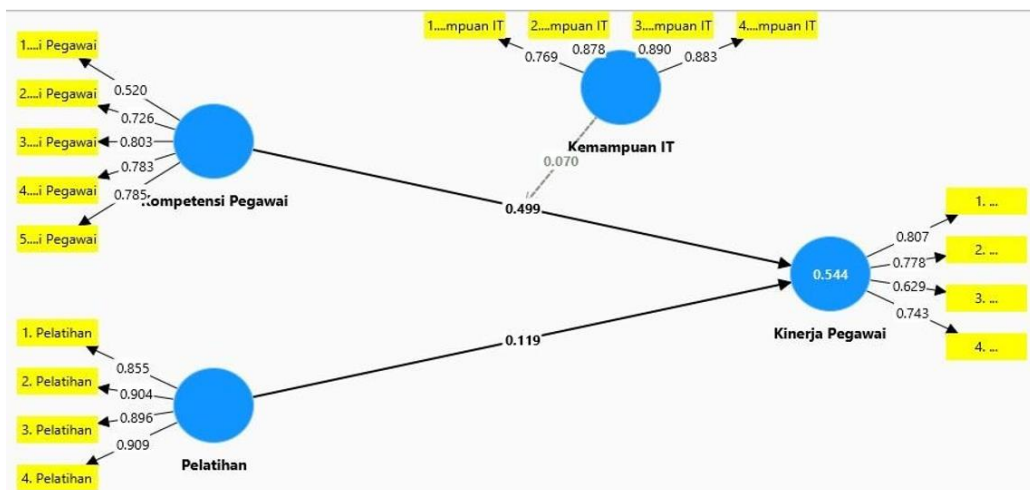 1....mpuan IT
2....mpuan IT
3....mpuan IT
4....mpuan IT
0.769
0.878
0.890
0.883
Kemampuan IT
0.070
1....i Pegawai
2....i Pegawai
3....i Pegawai
4....i Pegawai
5....i Pegawai
0.520
0.726
0.803
0.783
0.785
Kompetensi Pegawai
0.499
1. Pelatihan
2. Pelatihan
3. Pelatihan
4. Pelatihan
0.855
0.904
0.896
0.909
Pelatihan
0.119
0.544
Kinerja Pegawai
0.807
0.778
0.629
0.743
1. ...
2. ...
3. ...
4. ...